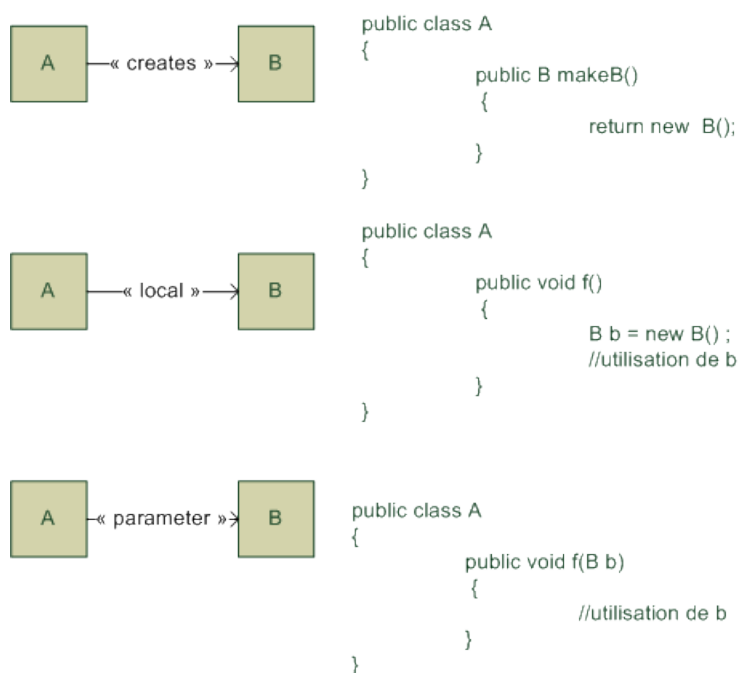 A « creates » B
public class A
{
public B makeB()
{
return new B();
}
}
A « local » B
public class A
{
public void f()
{
B b = new B() ;
//utilisation de b
}
}
A « parameter » B
public class A
{
public void f(B b)
{
//utilisation de b
}
}